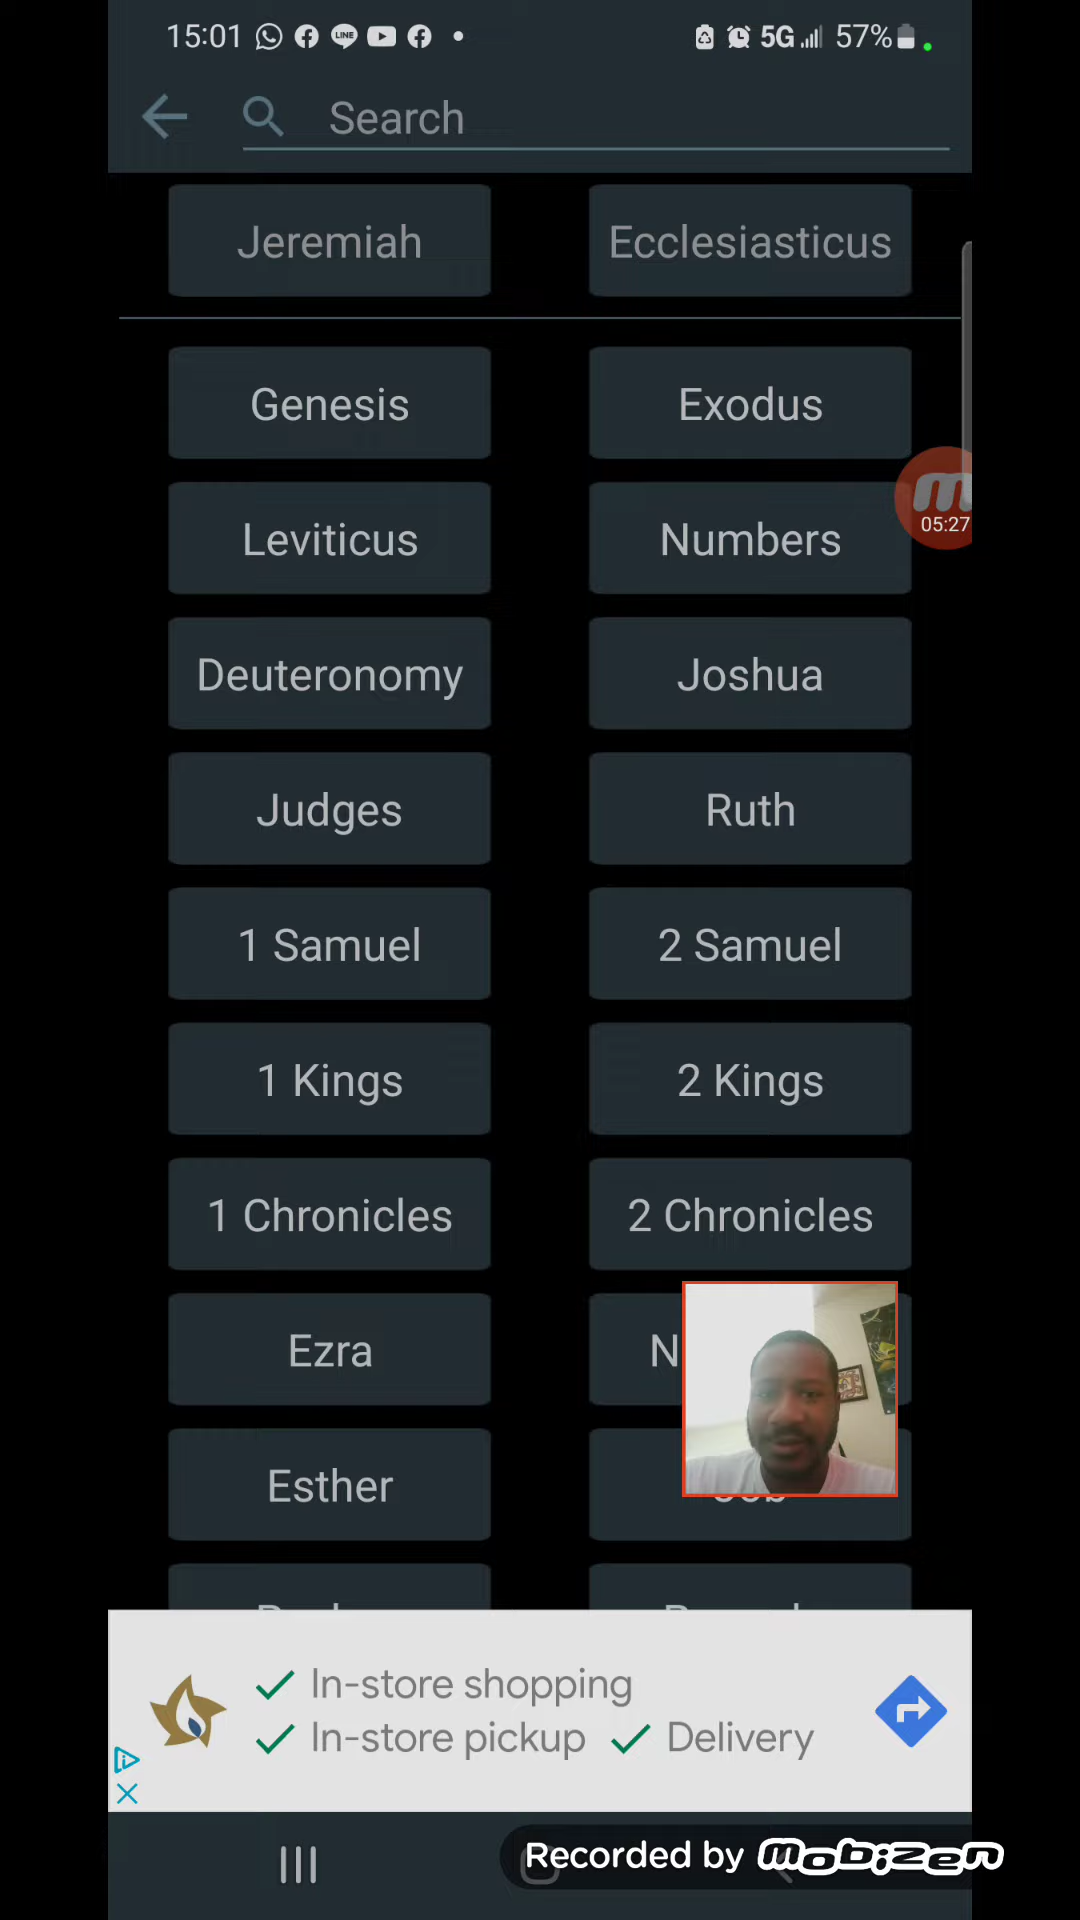 15:01 LINE 5G 57%
Search
Jeremiah Ecclesiasticus
Genesis Exodus
Leviticus Numbers
05:27
Deuteronomy Joshua
Judges Ruth
1 Samuel 2 Samuel
1 Kings 2 Kings
1 Chronicles 2 Chronicles
Ezra N
Esther
In-store shopping
In-store pickup Delivery
Recorded by mobizen